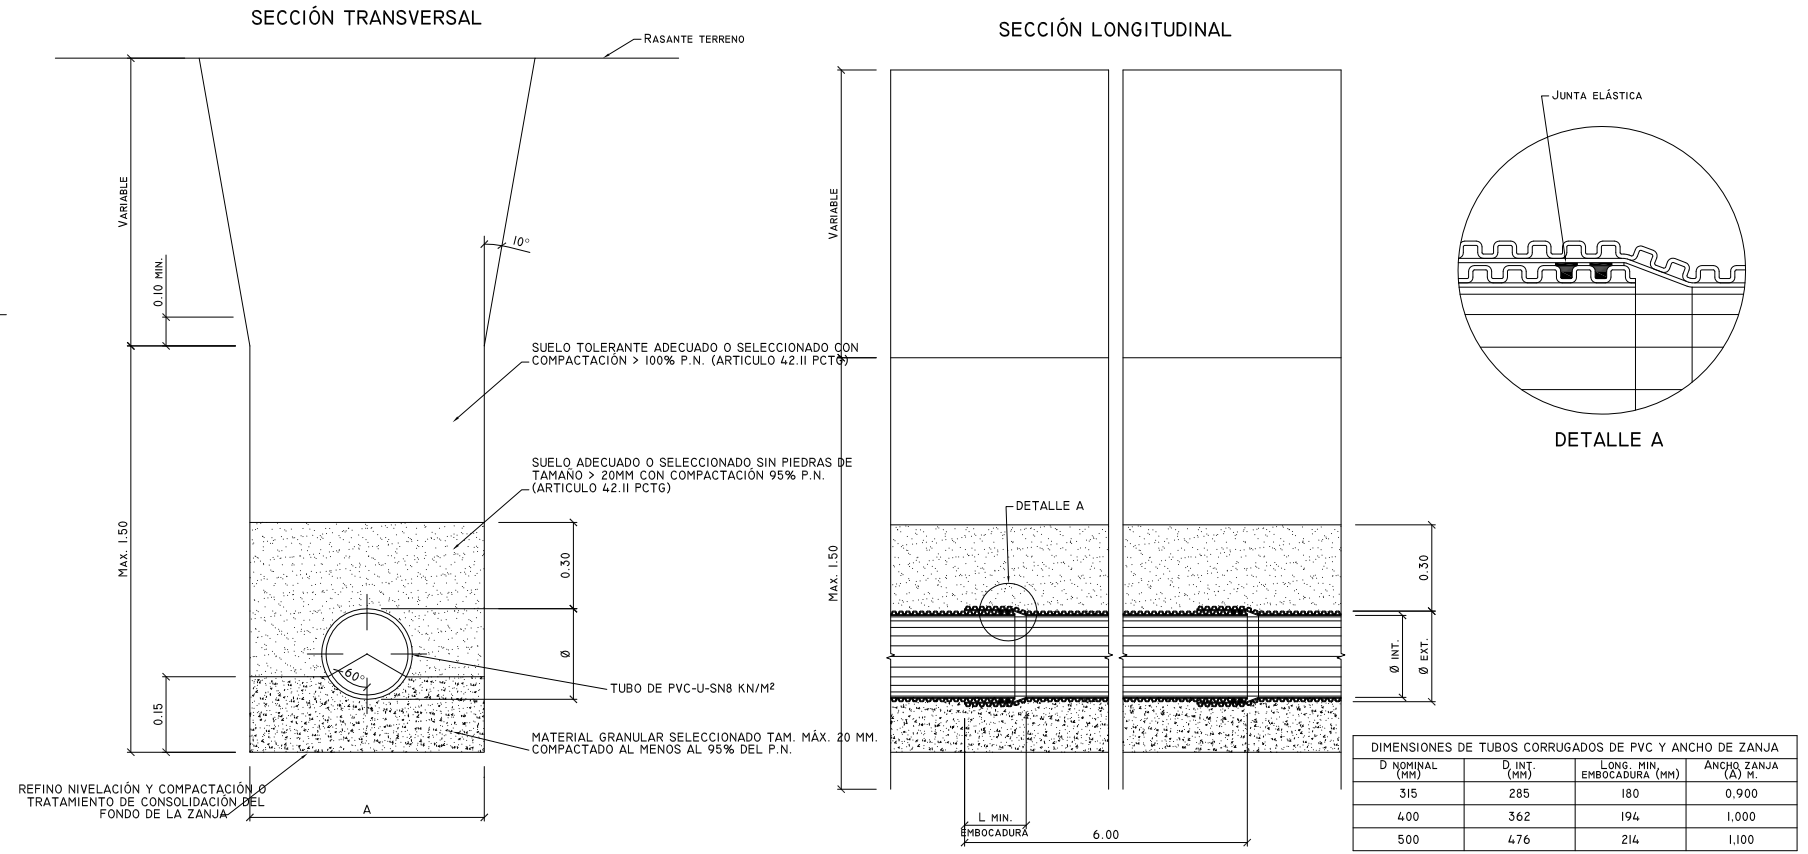 SECCIÓN TRANSVERSAL
RASANTE TERRENO
VARIABLE
0.10 MIN.
10°
SUELO TOLERANTE ADECUADO O SELECCIONADO CON
COMPACTACIÓN > 100% P.N. (ARTICULO 42.11 PCTG)
SUELO ADECUADO O SELECCIONADO SIN PIEDRAS DE
TAMAÑO > 20MM CON COMPACTACIÓN 95% P.N.
(ARTICULO 42.11 PCTG)
MAX. 1.50
0.30
Ø
60°
TUBO DE PVC-U-SN8 KN/M²
0.15
MATERIAL GRANULAR SELECCIONADO TAM. MÁX. 20 MM.
COMPACTADO AL MENOS AL 95% DEL P.N.
REFINO NIVELACIÓN Y COMPACTACIÓN O
TRATAMIENTO DE CONSOLIDACIÓN DEL
FONDO DE LA ZANJA
A
SECCIÓN LONGITUDINAL
VARIABLE
MAX. 1.50
DETALLE A
0.30
Ø INT.
Ø EXT.
L MIN.
EMBOCADURA
6.00
JUNTA ELÁSTICA
DETALLE A
DIMENSIONES DE TUBOS CORRUGADOS DE PVC Y ANCHO DE ZANJA
D NOMINAL (MM) D INT. (MM) LONG. MIN. EMBOCADURA (MM) ANCHO ZANJA (A) M.
315 285 180 0,900
400 362 194 1,000
500 476 214 1,100